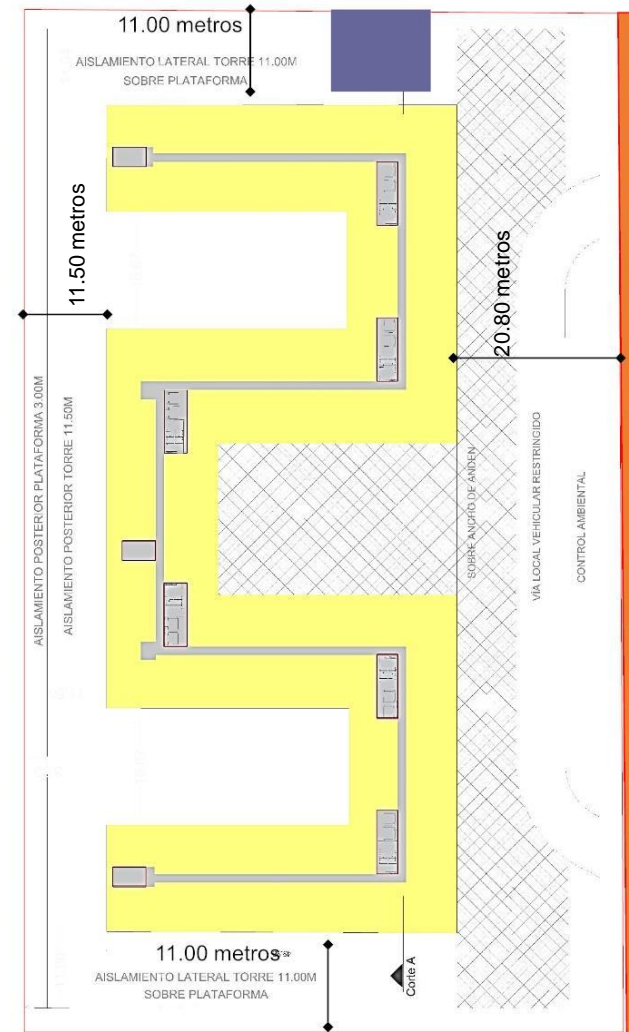 11.00 metros
AISLAMIENTO LATERAL TORRE 11.00M
SOBRE PLATAFORMA
11.50 metros
20.80 metros
AISLAMIENTO POSTERIOR PLATAFORMA 3.00M
AISLAMIENTO POSTERIOR TORRE 11.50M
SOBRE ANCHO DE ANDEN
VÍA LOCAL VEHICULAR RESTRINGIDO
CONTROL AMBIENTAL
11.00 metros
AISLAMIENTO LATERAL TORRE 11.00M
SOBRE PLATAFORMA
Corte A